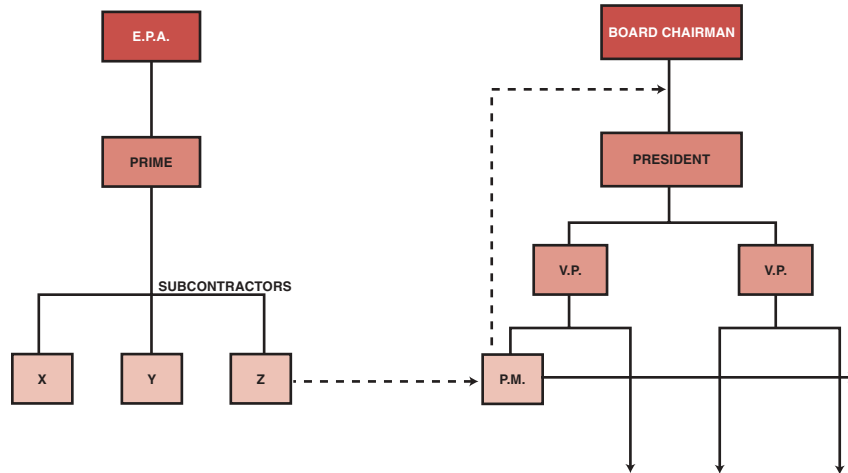 E.P.A.
BOARD CHAIRMAN
PRIME
PRESIDENT
V.P.
V.P.
SUBCONTRACTORS
X
Y
Z
P.M.